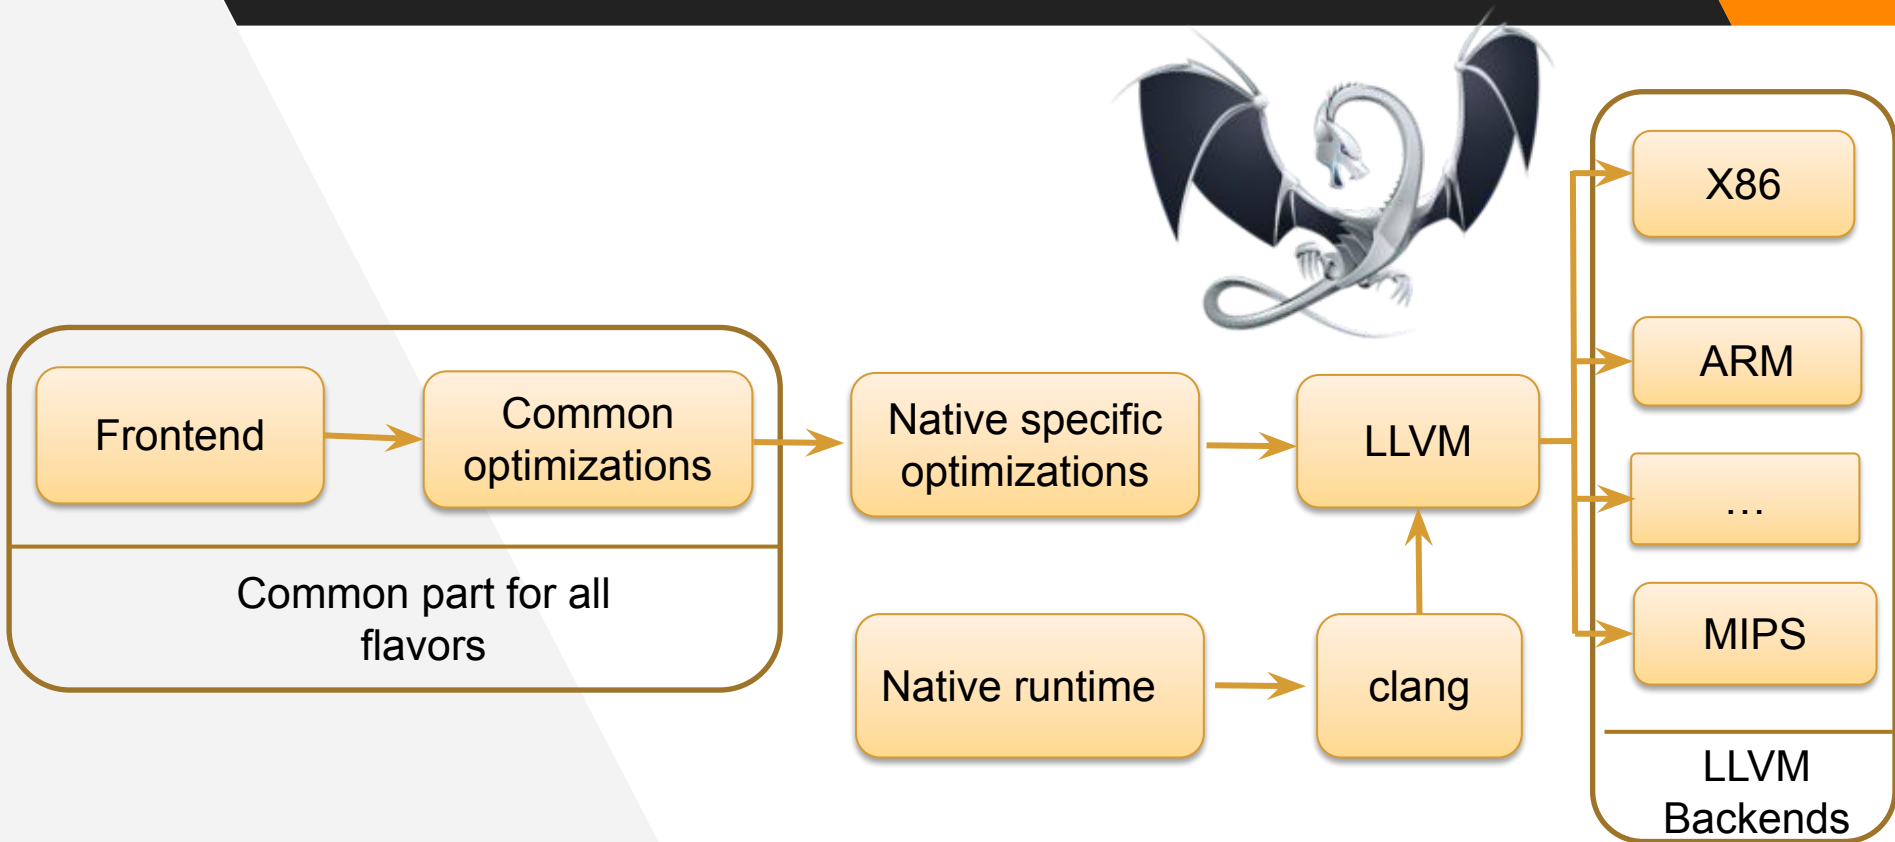 Frontend
Common
optimizations
Common part for all
flavors
Native specific
optimizations
LLVM
Native runtime
clang
X86
ARM
...
MIPS
LLVM
Backends